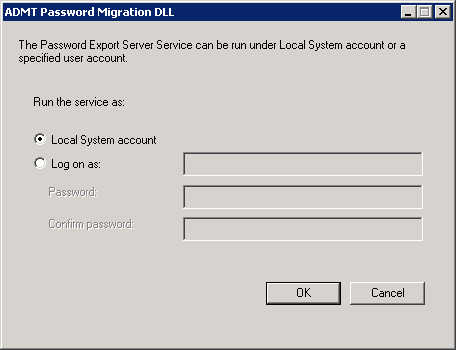 ADMT Password Migration DLL
The Password Export Server Service can be run under Local System account or a
specified user account.
Run the service as:
Local System account
Log on as:
Password:
Confirm password:
OK Cancel